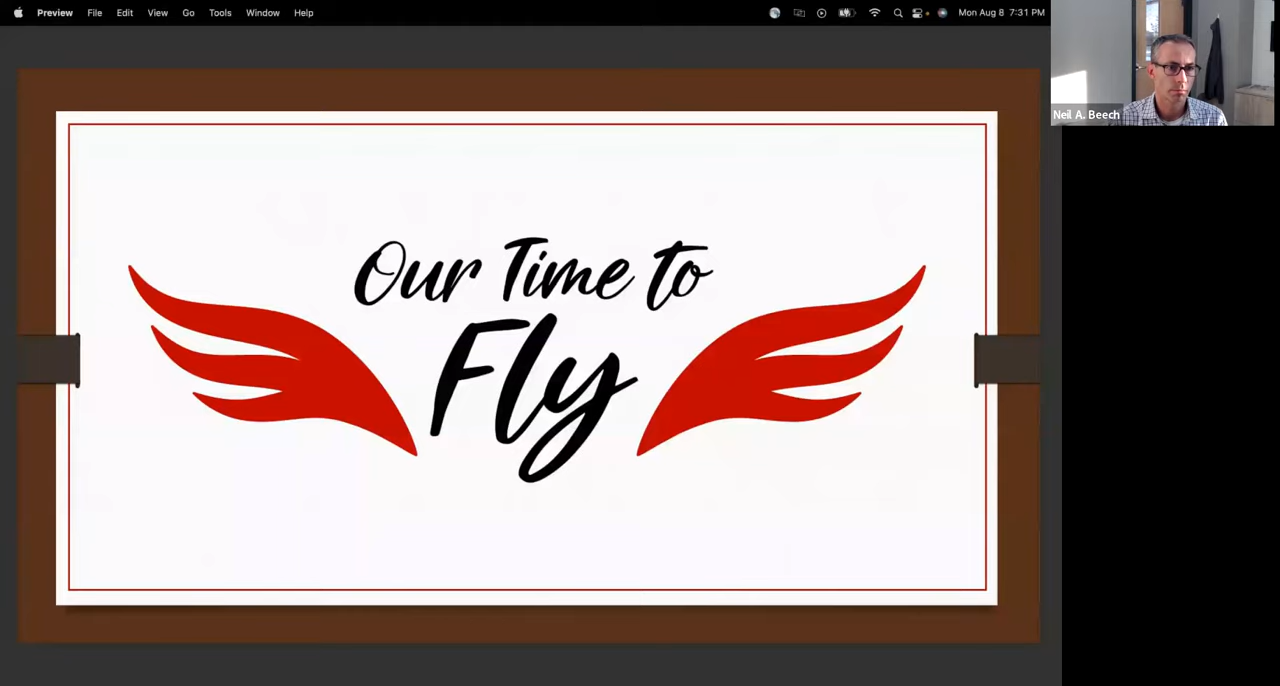 Preview File Edit View Go Tools Window Help Mon Aug 8 7:31 PM
Neil A. Beech
Our Time to
Fly